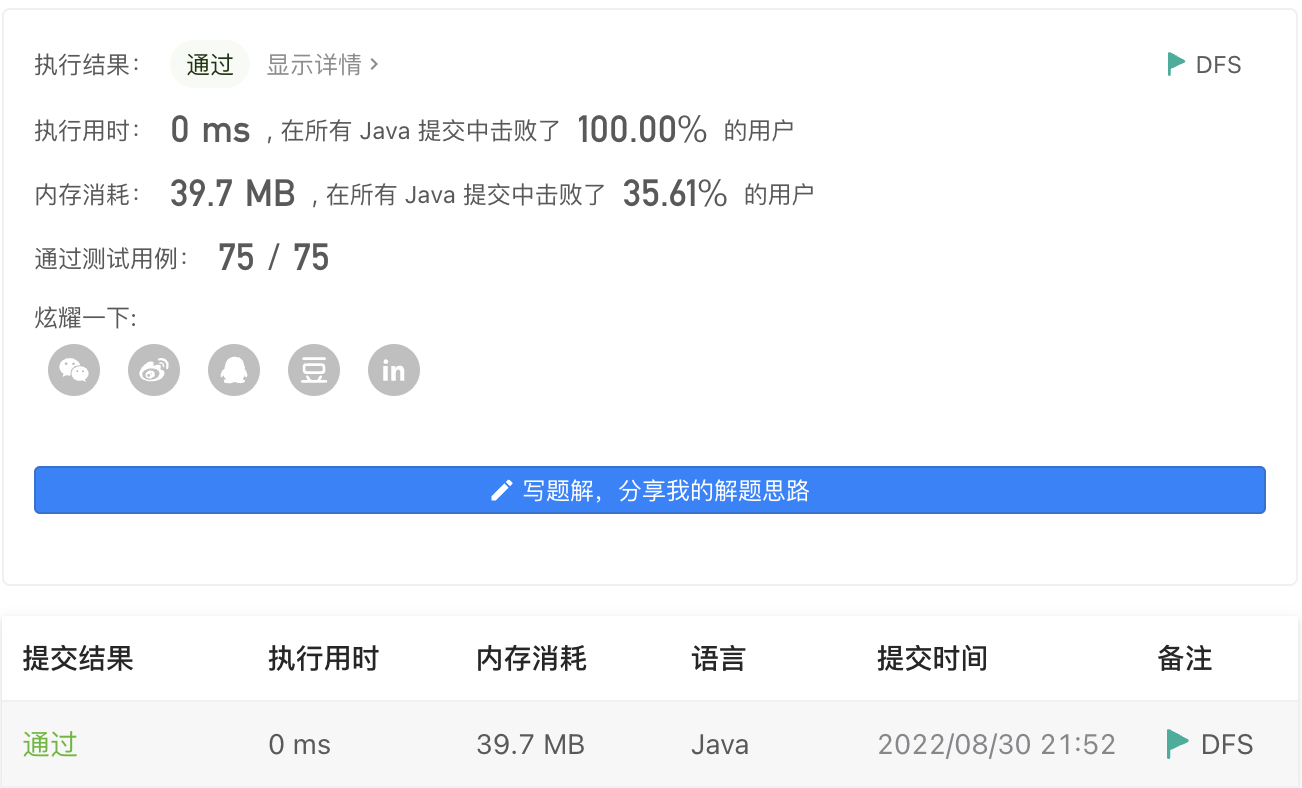 执行结果： 通过 显示详情 > DFS
执行用时： 0 ms , 在所有 Java 提交中击败了 100.00% 的用户
内存消耗： 39.7 MB , 在所有 Java 提交中击败了 35.61% 的用户
通过测试用例： 75 / 75
炫耀一下:
豆 in
写题解，分享我的解题思路
提交结果 执行用时 内存消耗 语言 提交时间 备注
通过 0 ms 39.7 MB Java 2022/08/30 21:52 DFS